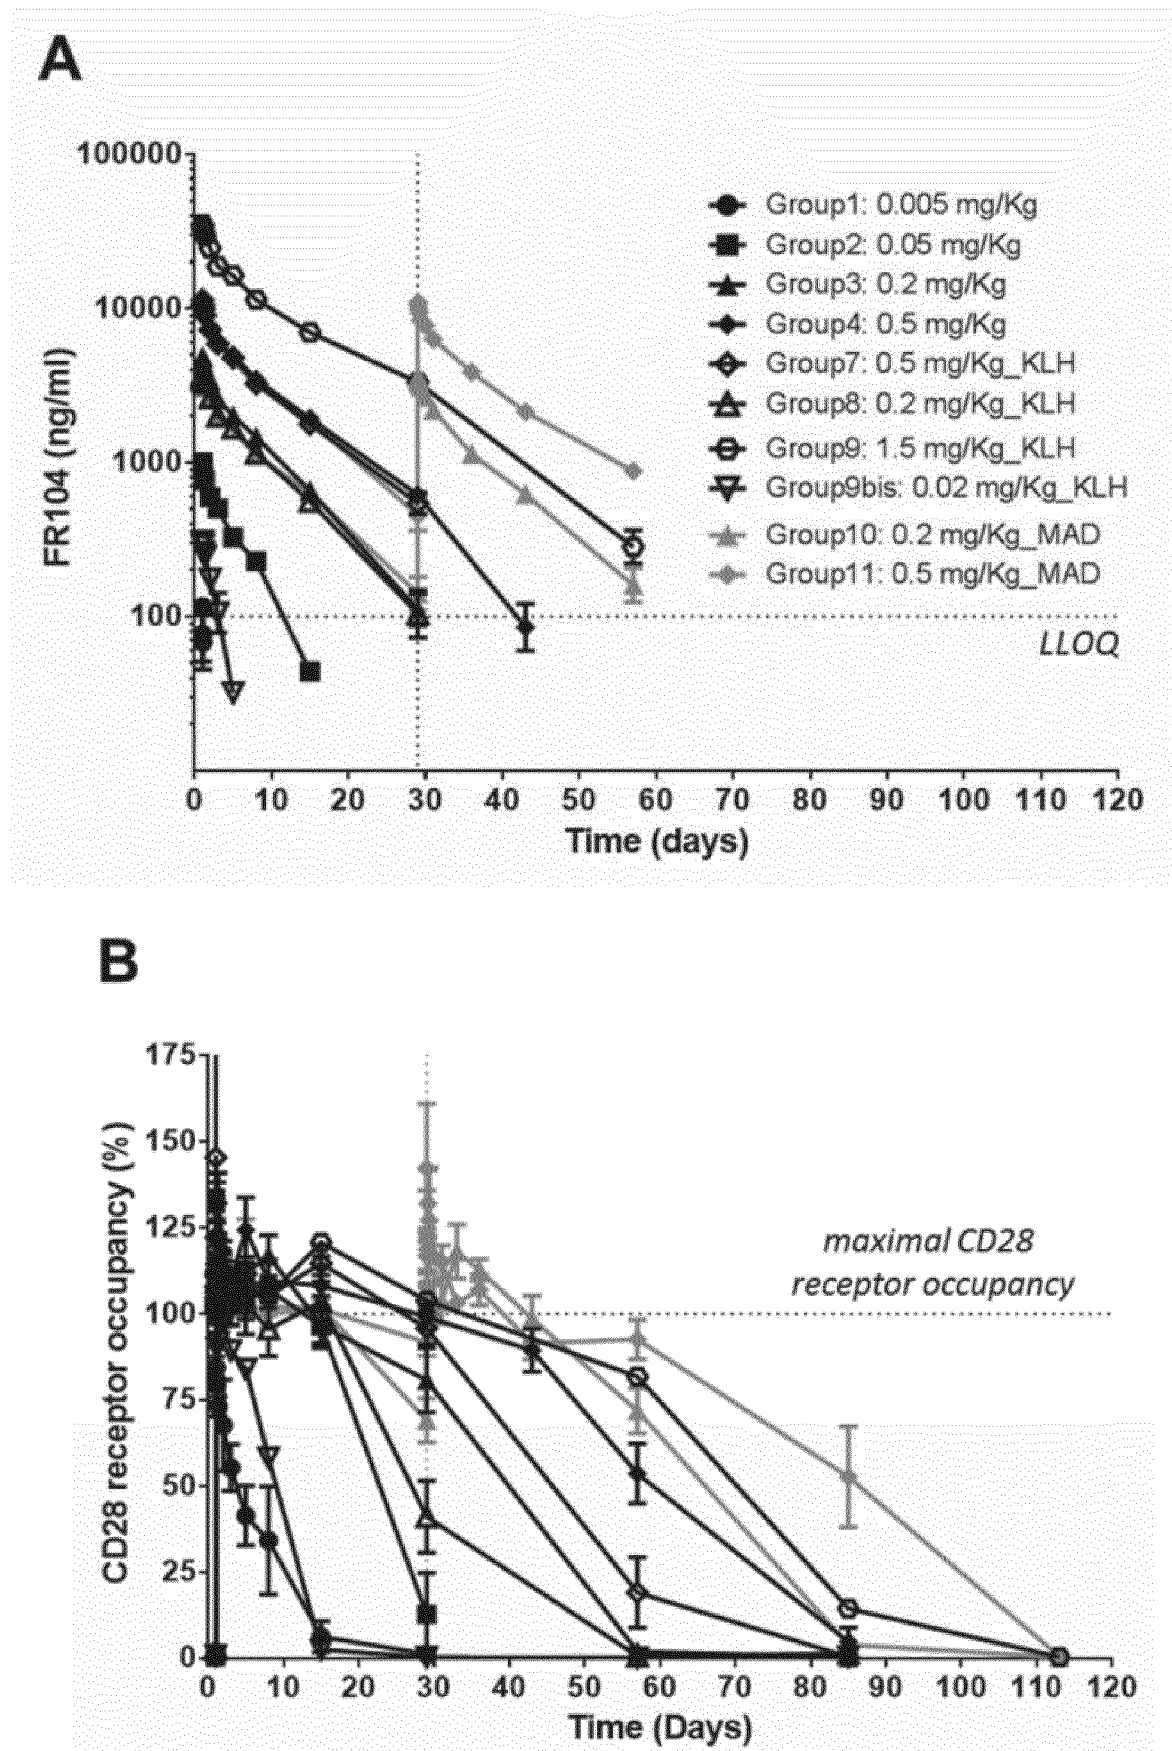 A
100000
10000
1000
100
FR104 (ng/ml)
Group1: 0.005 mg/Kg
Group2: 0.05 mg/Kg
Group3: 0.2 mg/Kg
Group4: 0.5 mg/Kg
Group7: 0.5 mg/Kg_KLH
Group8: 0.2 mg/Kg_KLH
Group9: 1.5 mg/Kg_KLH
Group9bis: 0.02 mg/Kg_KLH
Group10: 0.2 mg/Kg_MAD
Group11: 0.5 mg/Kg_MAD
LLOQ
0 10 20 30 40 50 60 70 80 90 100 110 120
Time (days)
B
175
150
125
100
75
50
25
0
CD28 receptor occupancy (%)
maximal CD28
receptor occupancy
0 10 20 30 40 50 60 70 80 90 100 110 120
Time (Days)